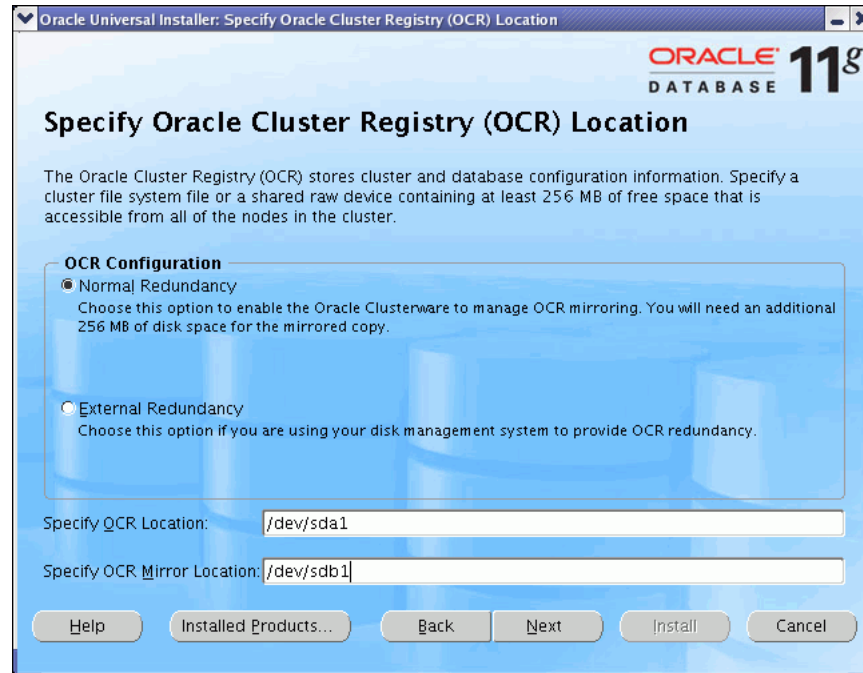 Oracle Universal Installer: Specify Oracle Cluster Registry (OCR) Location
ORACLE
DATABASE 11g
Specify Oracle Cluster Registry (OCR) Location
The Oracle Cluster Registry (OCR) stores cluster and database configuration information. Specify a
cluster file system file or a shared raw device containing at least 256 MB of free space that is
accessible from all of the nodes in the cluster.
OCR Configuration
Normal Redundancy
Choose this option to enable the Oracle Clusterware to manage OCR mirroring. You will need an additional
256 MB of disk space for the mirrored copy.
External Redundancy
Choose this option if you are using your disk management system to provide OCR redundancy.
Specify OCR Location: /dev/sda1
Specify OCR Mirror Location: /dev/sdb1
Help Installed Products... Back Next Install Cancel